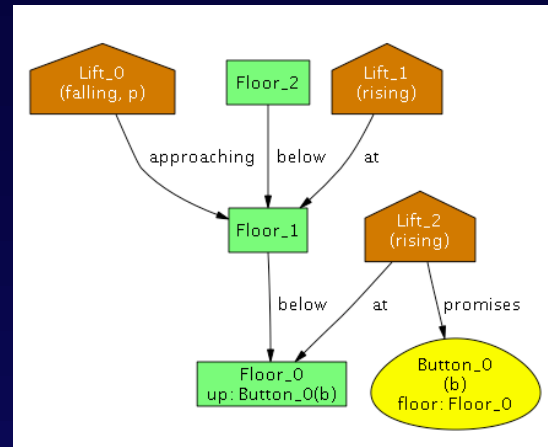 Lift_0
(falling, p)
Floor_2
Lift_1
(rising)
approaching
below
at
Floor_1
Lift_2
(rising)
below
at
promises
Floor_0
up: Button_0(b)
Button_0
(b)
floor: Floor_0